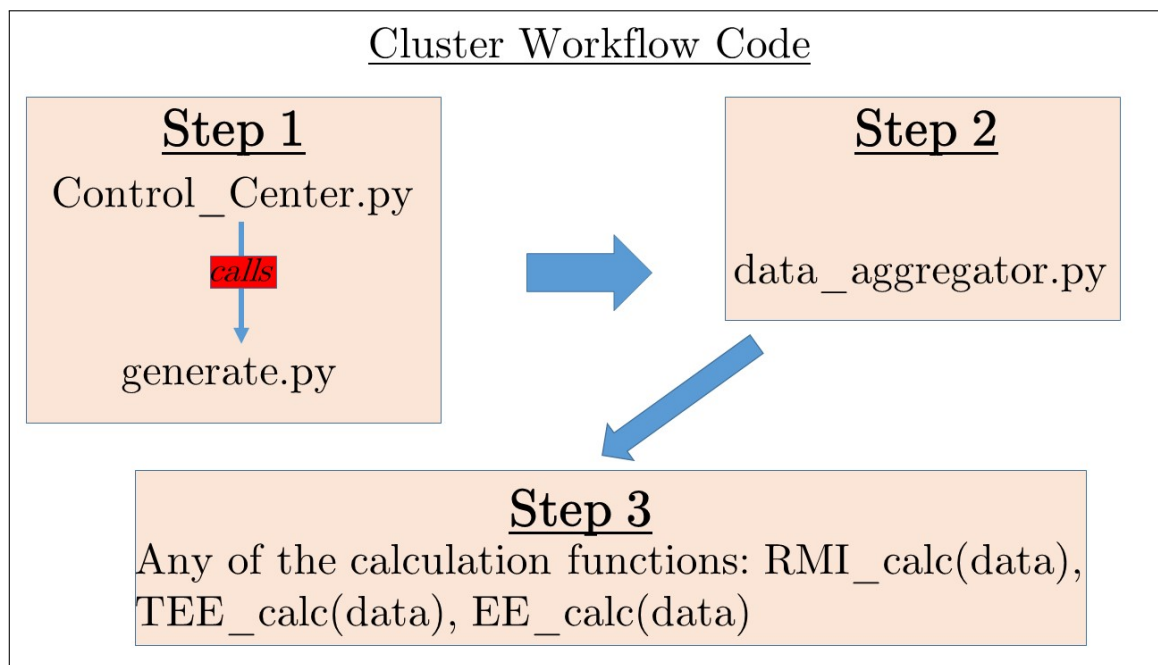 Cluster Workflow Code
Step 1
Control_Center.py
calls
generate.py
Step 2
data_aggregator.py
Step 3
Any of the calculation functions: RMI_calc(data),
TEE_calc(data), EE_calc(data)